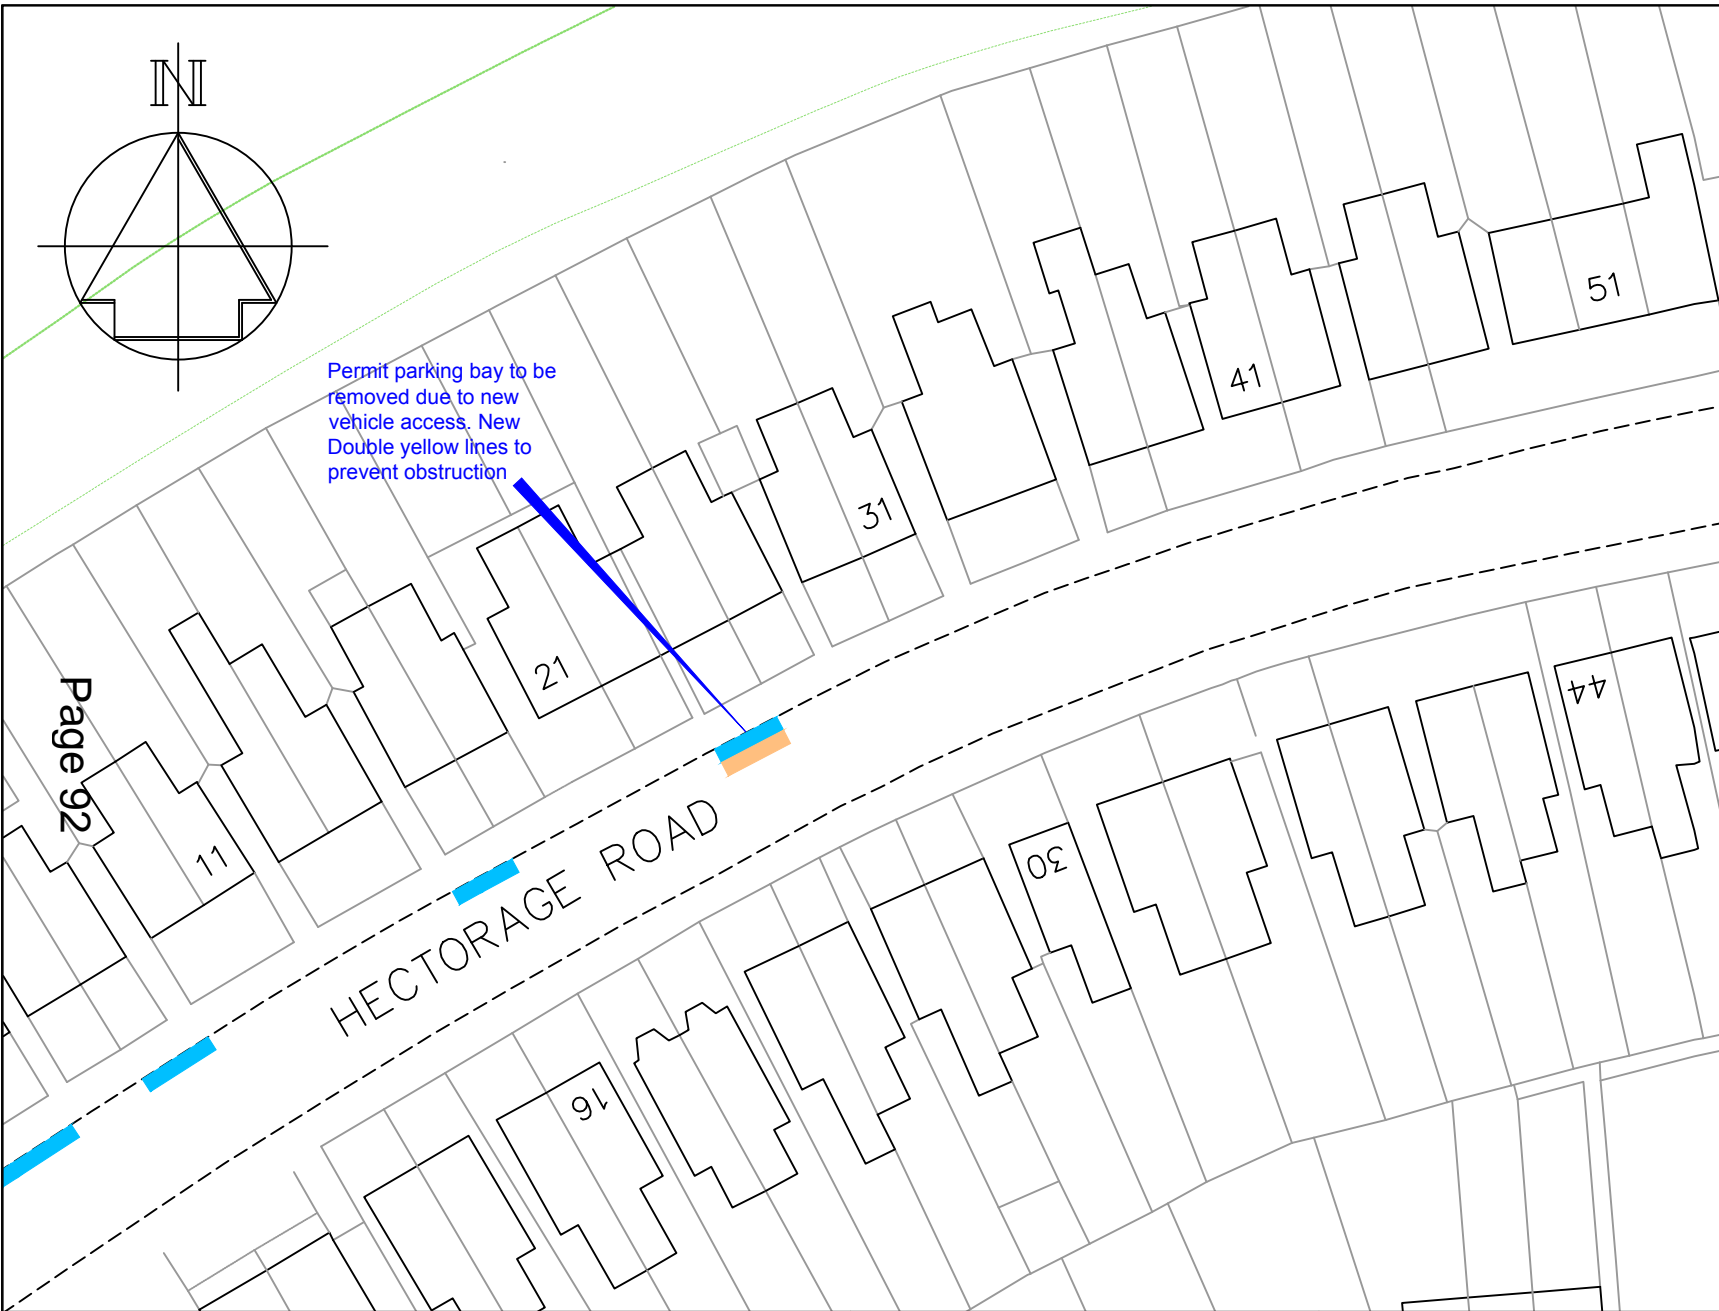 N
Permit parking bay to be
removed due to new
vehicle access. New
Double yellow lines to
prevent obstruction
51
41
31
21
11
44
30
16
HECTORAGE ROAD
Page 92